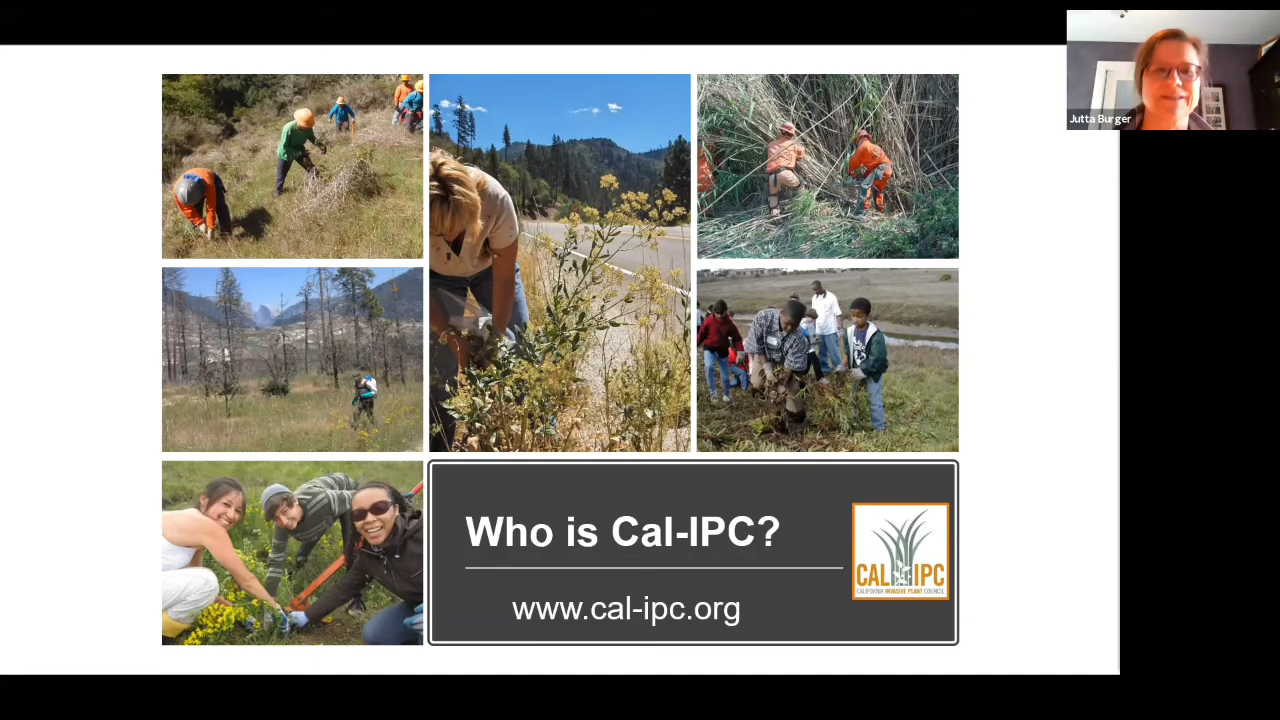 Jutta Burger
Who is Cal-IPC?
www.cal-ipc.org
CAL IPC
CALIFORNIA INVASIVE PLANT COUNCIL